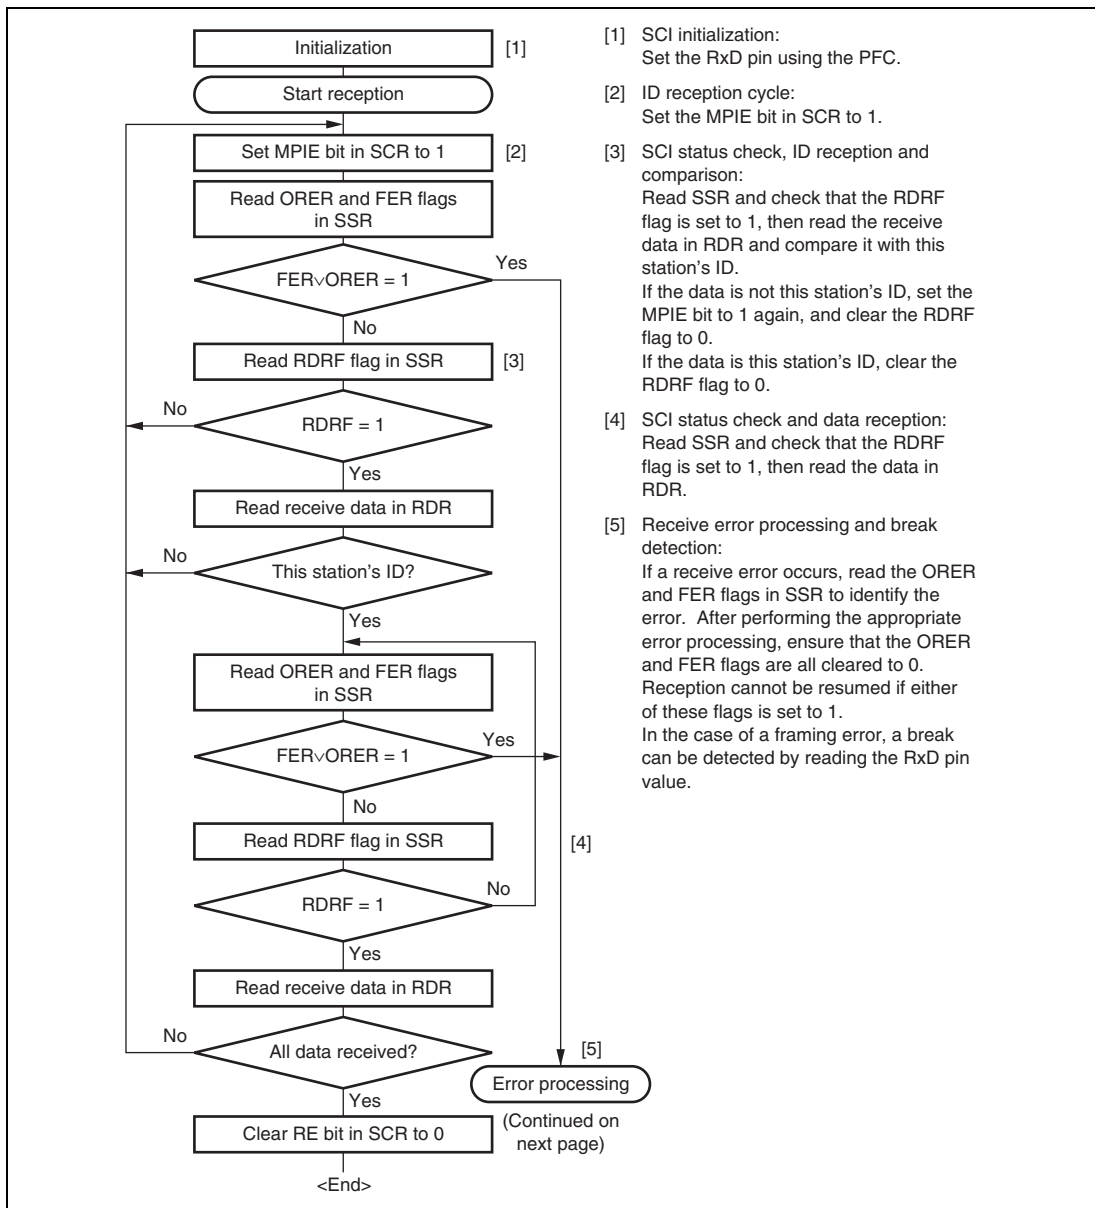 Initialization
[1]
Start reception
Set MPIE bit in SCR to 1
[2]
Read ORER and FER flags
in SSR
FER∨ORER = 1
Yes
No
Read RDRF flag in SSR
[3]
No
RDRF = 1
Yes
Read receive data in RDR
No
This station's ID?
Yes
Read ORER and FER flags
in SSR
FER∨ORER = 1
Yes
No
Read RDRF flag in SSR
[4]
No
RDRF = 1
Yes
Read receive data in RDR
No
All data received?
[5]
Error processing
Yes
(Continued on
next page)
Clear RE bit in SCR to 0
<End>
[1] SCI initialization:
Set the RxD pin using the PFC.
[2] ID reception cycle:
Set the MPIE bit in SCR to 1.
[3] SCI status check, ID reception and
comparison:
Read SSR and check that the RDRF
flag is set to 1, then read the receive
data in RDR and compare it with this
station's ID.
If the data is not this station's ID, set the
MPIE bit to 1 again, and clear the RDRF
flag to 0.
If the data is this station's ID, clear the
RDRF flag to 0.
[4] SCI status check and data reception:
Read SSR and check that the RDRF
flag is set to 1, then read the data in
RDR.
[5] Receive error processing and break
detection:
If a receive error occurs, read the ORER
and FER flags in SSR to identify the
error. After performing the appropriate
error processing, ensure that the ORER
and FER flags are all cleared to 0.
Reception cannot be resumed if either
of these flags is set to 1.
In the case of a framing error, a break
can be detected by reading the RxD pin
value.